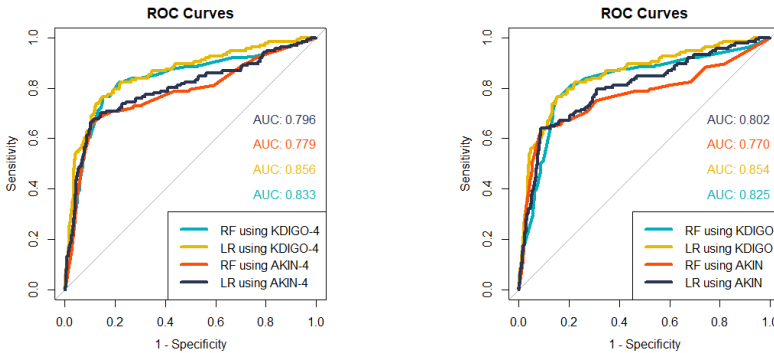 ROC Curves
1.0
0.8
0.6
0.4
0.2
0.0
Sensitivity
AUC: 0.796
AUC: 0.779
AUC: 0.856
AUC: 0.833
RF using KDIGO-4
LR using KDIGO-4
RF using AKIN-4
LR using AKIN-4
0.0 0.2 0.4 0.6 0.8 1.0
1 - Specificity
ROC Curves
1.0
0.8
0.6
0.4
0.2
0.0
Sensitivity
AUC: 0.802
AUC: 0.770
AUC: 0.854
AUC: 0.825
RF using KDIGO
LR using KDIGO
RF using AKIN
LR using AKIN
0.0 0.2 0.4 0.6 0.8 1.0
1 - Specificity